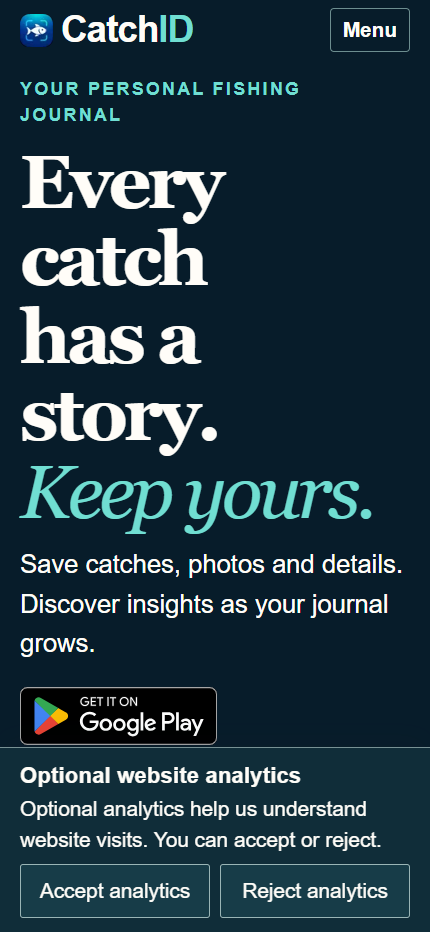 CatchID
Menu
YOUR PERSONAL FISHING
JOURNAL
Every
catch
has a
story.
Keep yours.
Save catches, photos and details.
Discover insights as your journal
grows.
GET IT ON
Google Play
Optional website analytics
Optional analytics help us understand
website visits. You can accept or reject.
Accept analytics
Reject analytics